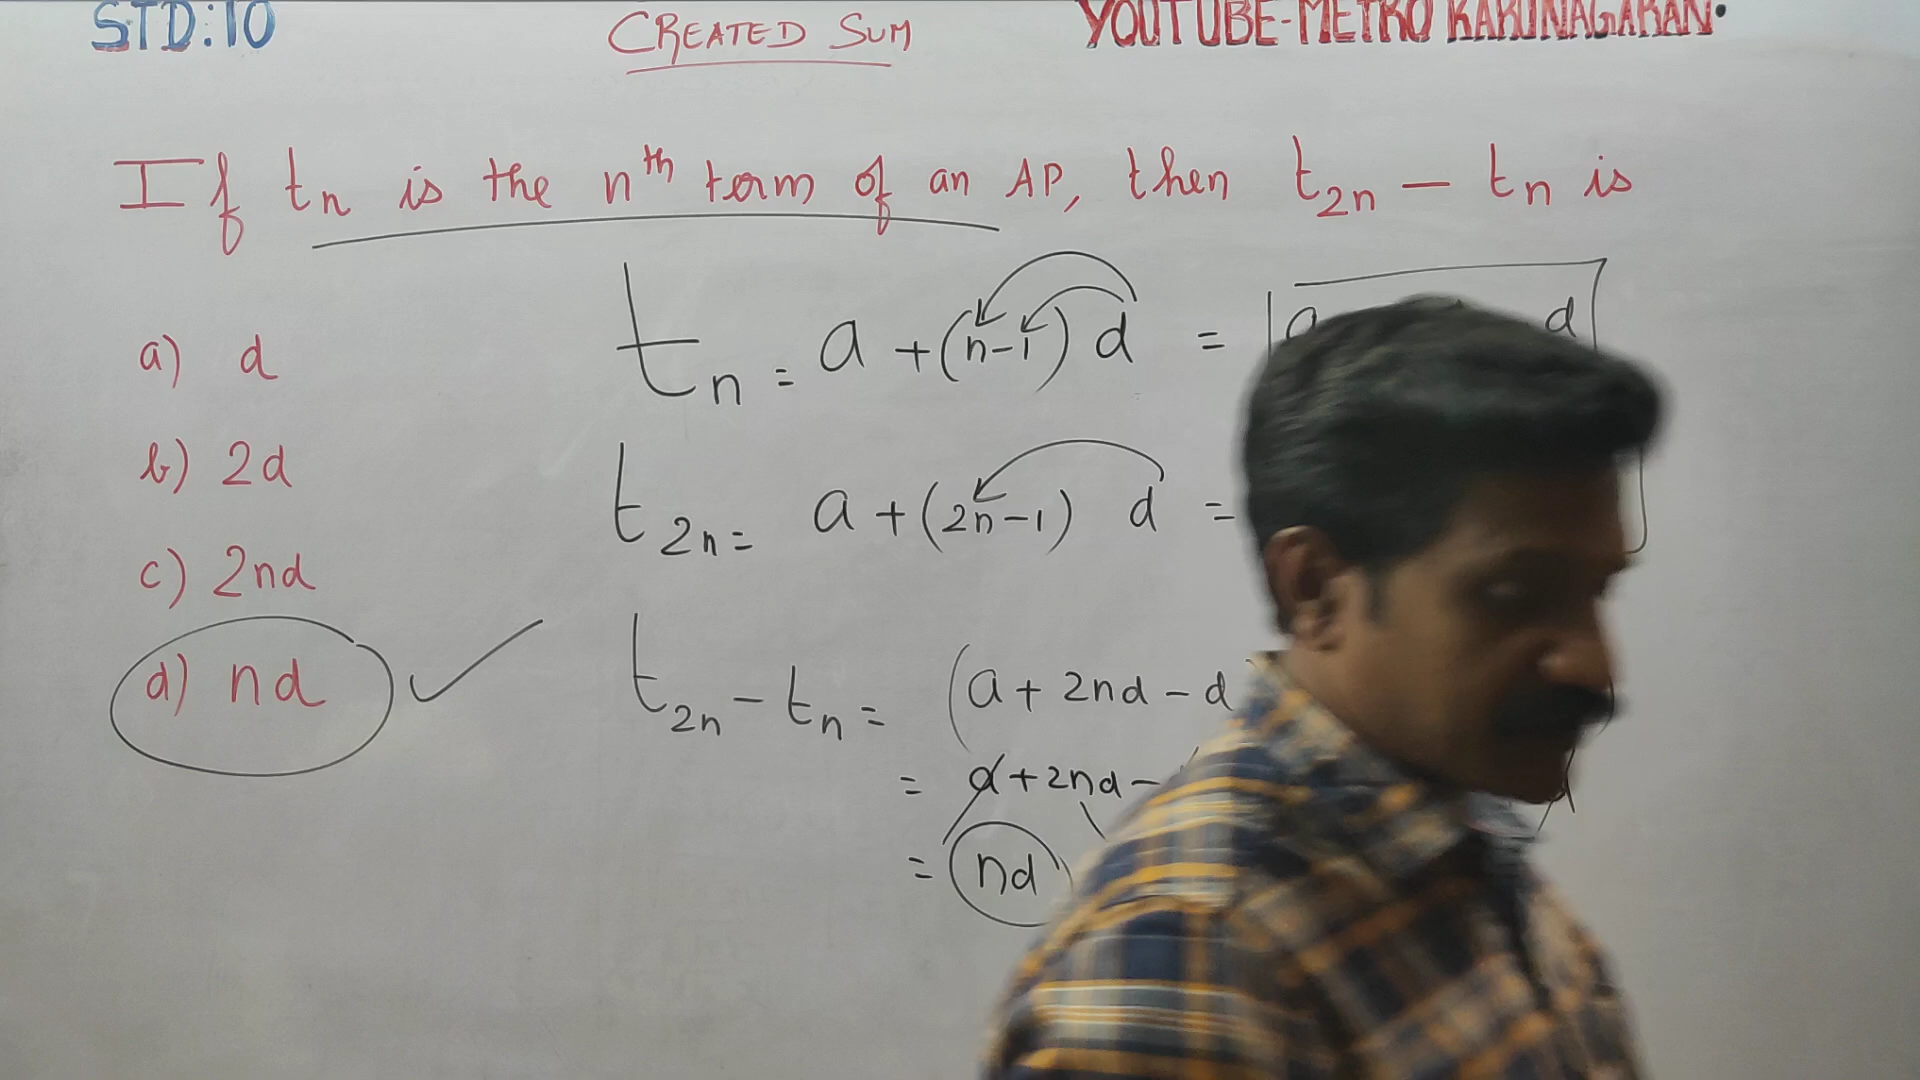 STD:10 CREATED SUM YOUTUBE-METRO KARUNAGARAN.
If tn is the nth term of an AP, then t2n - tn is
a) d
b) 2d
c) 2nd
d) nd ✓
tn = a + (n-1) d = a d
t2n = a + (2n-1) d =
t2n - tn = (a + 2nd - d
= a + 2nd -
= nd